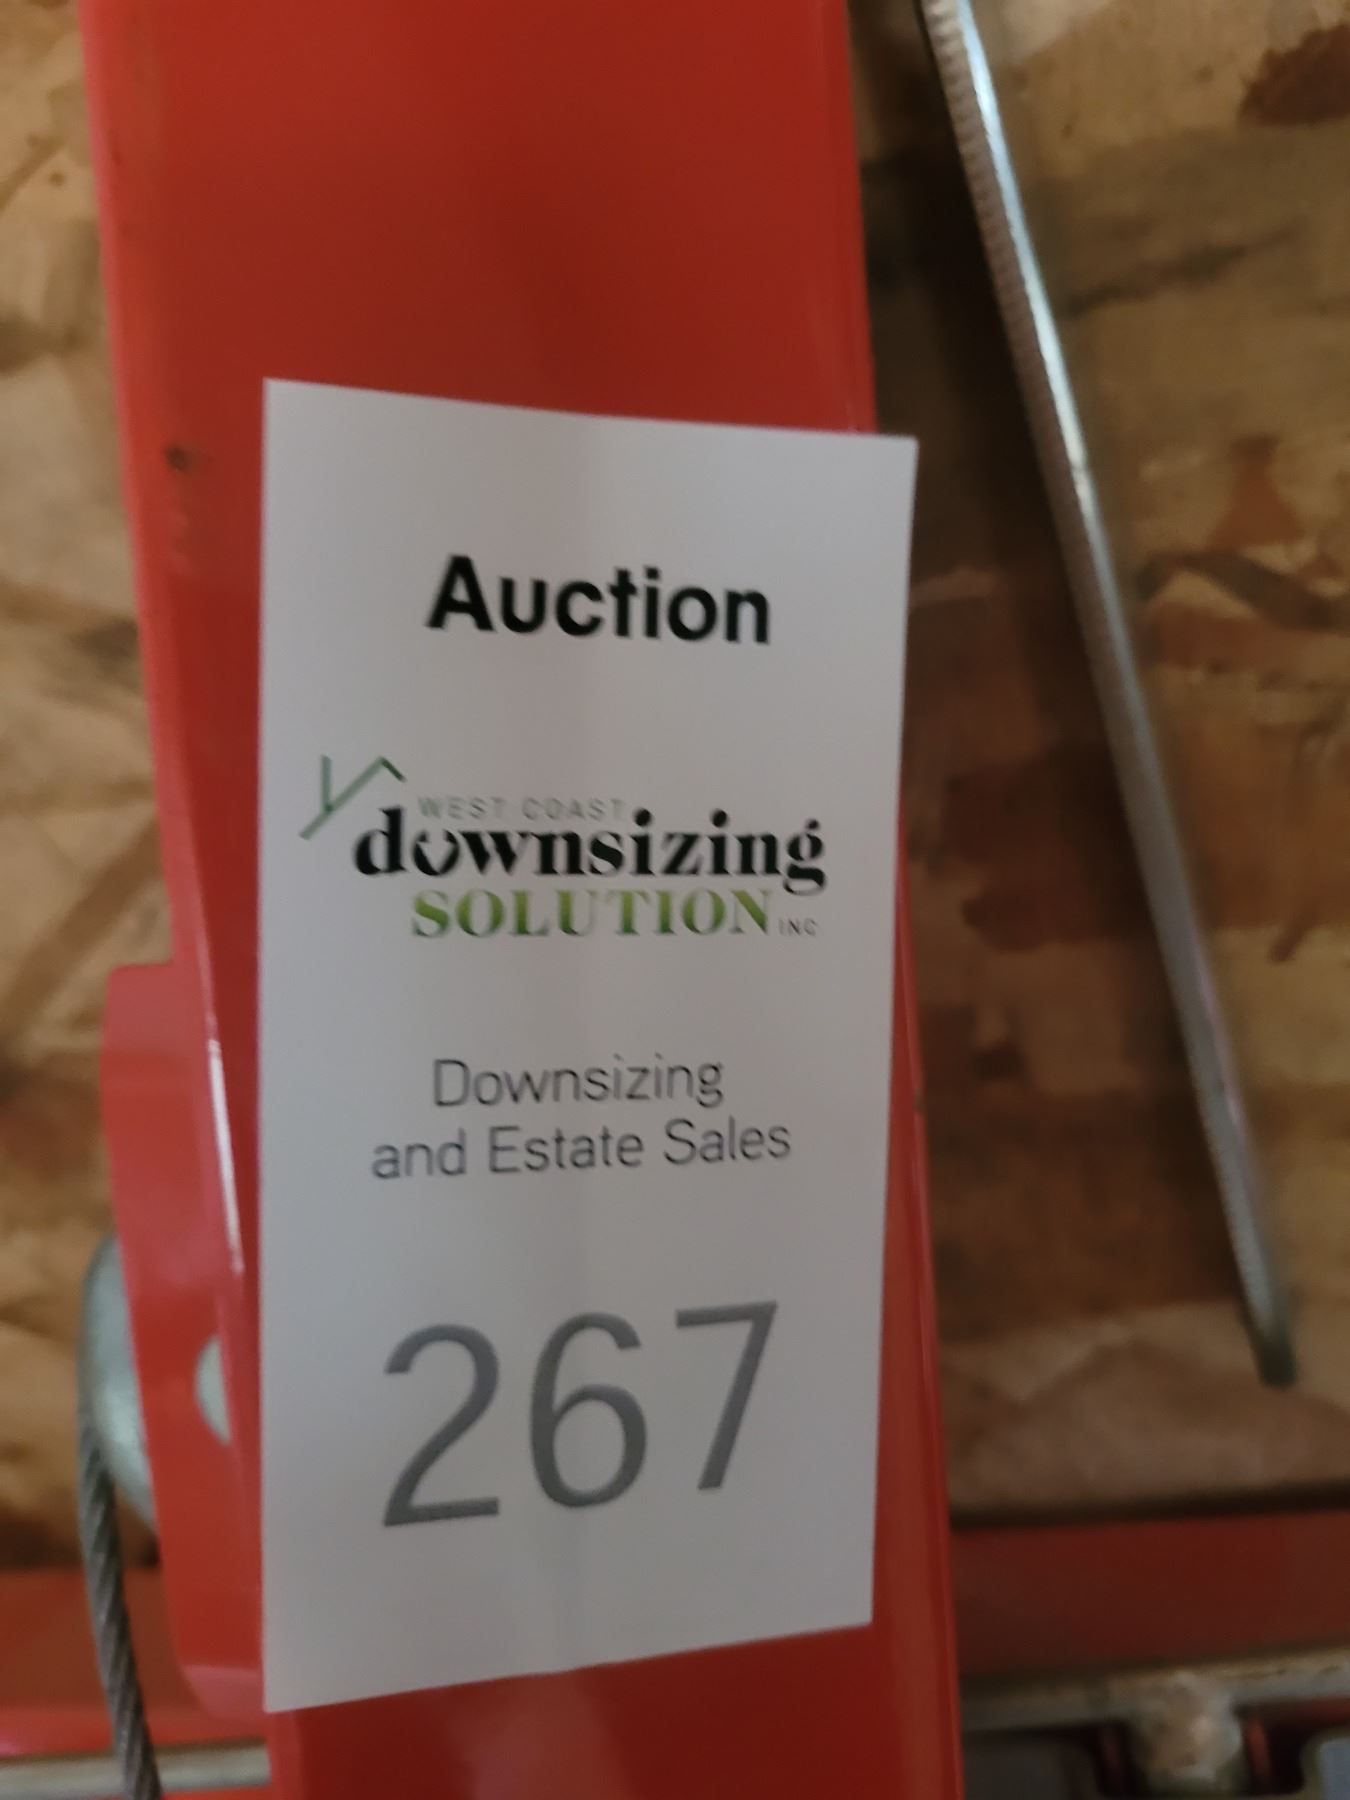 Auction
WEST COAST
downsizing
SOLUTION INC
Downsizing
and Estate Sales
267